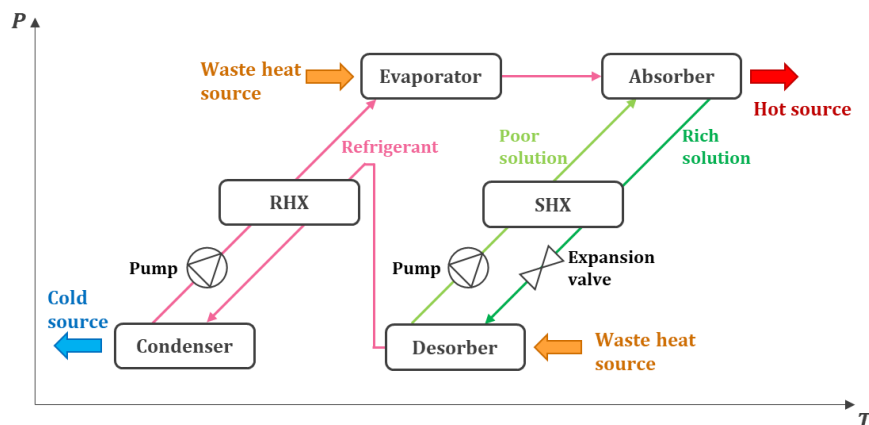 P
Waste heat
source
Evaporator
Absorber
Hot source
Refrigerant
Poor
solution
Rich
solution
RHX
SHX
Pump
Pump
Expansion
valve
Cold
source
Condenser
Desorber
Waste heat
source
T